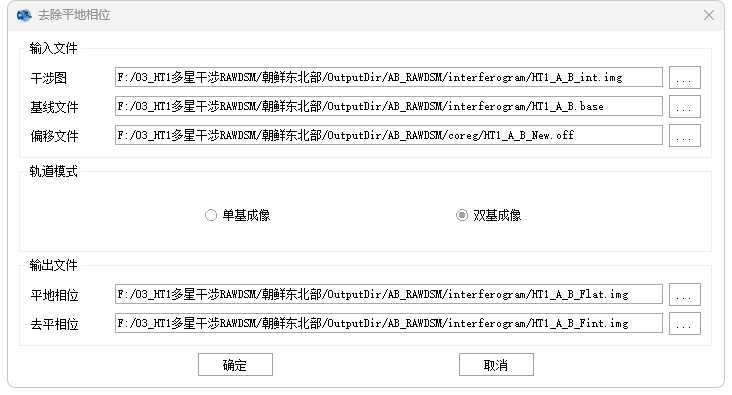 去除平地相位
输入文件
干涉图 F:/03_HT1多星干涉RAWDSM/朝鲜东北部/OutputDir/AB_RAWDSM/interferogram/HT1_A_B_int.img ...
基线文件 F:/03_HT1多星干涉RAWDSM/朝鲜东北部/OutputDir/AB_RAWDSM/interferogram/HT1_A_B.base ...
偏移文件 F:/03_HT1多星干涉RAWDSM/朝鲜东北部/OutputDir/AB_RAWDSM/coreg/HT1_A_B_New.off ...
轨道模式
单基成像 双基成像
输出文件
平地相位 F:/03_HT1多星干涉RAWDSM/朝鲜东北部/OutputDir/AB_RAWDSM/interferogram/HT1_A_B_Flat.img ...
去平相位 F:/03_HT1多星干涉RAWDSM/朝鲜东北部/OutputDir/AB_RAWDSM/interferogram/HT1_A_B_Fint.img ...
确定 取消